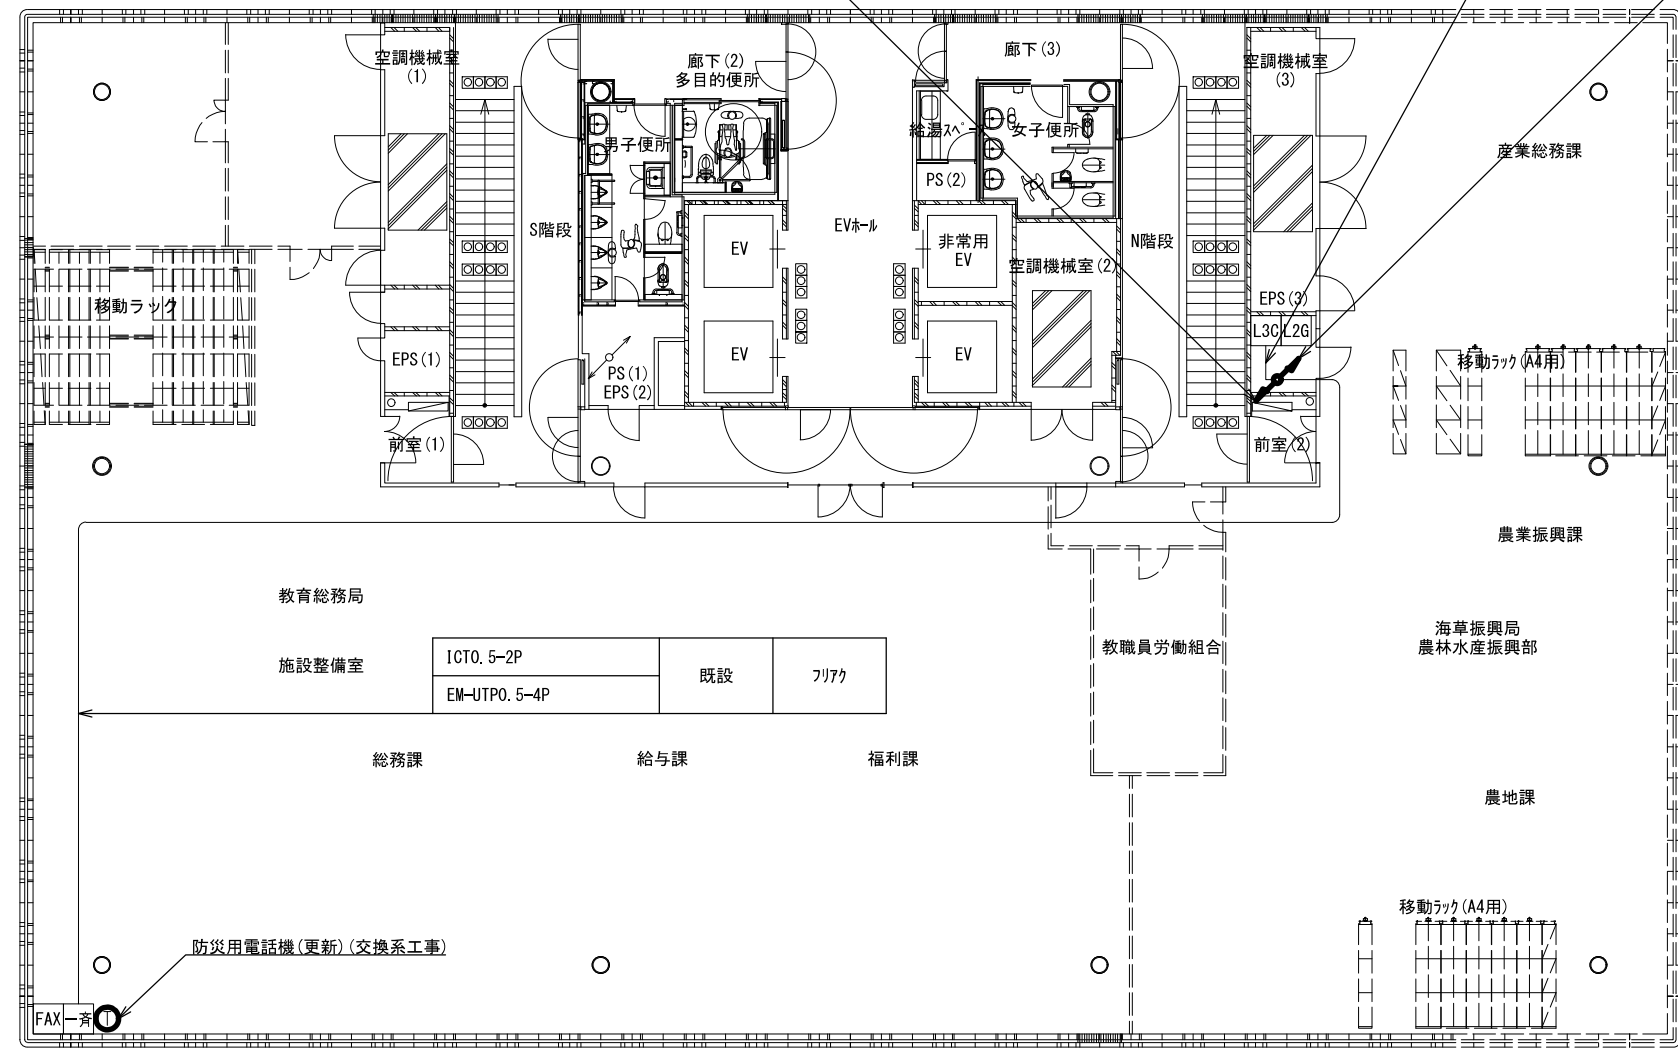 空調機械室
(1)
廊下(2)
多目的便所
廊下(3)
空調機械室
(3)
男子便所
給湯スペース
女子便所
産業総務課
PS(2)
S階段
EV
EVホール
非常用
EV
N階段
空調機械室(2)
移動ラック
EPS(3)
L3C
L2G
EPS(1)
EV
EV
PS(1)
EPS(2)
移動ラック(A4用)
前室(1)
前室(2)
農業振興課
教育総務局
海草振興局
農林水産振興部
教職員労働組合
施設整備室
ICT0.5-2P
EM-UTP0.5-4P
既設
フリアク
総務課
給与課
福利課
農地課
移動ラック(A4用)
防災用電話機(更新)(交換系工事)
FAX
一斉
T